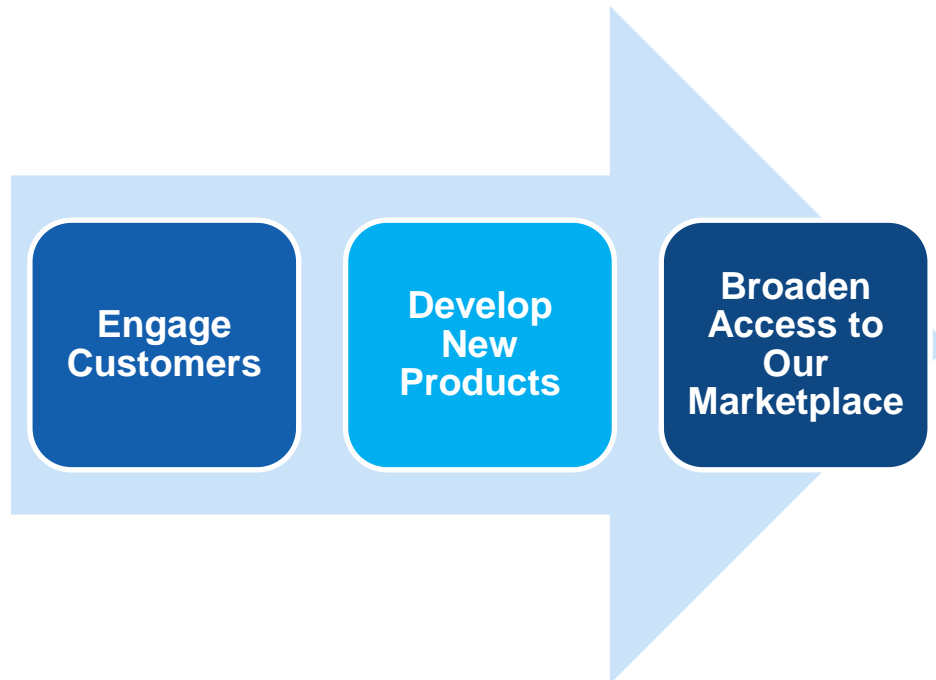 Engage
Customers
Develop
New
Products
Broaden
Access to
Our
Marketplace